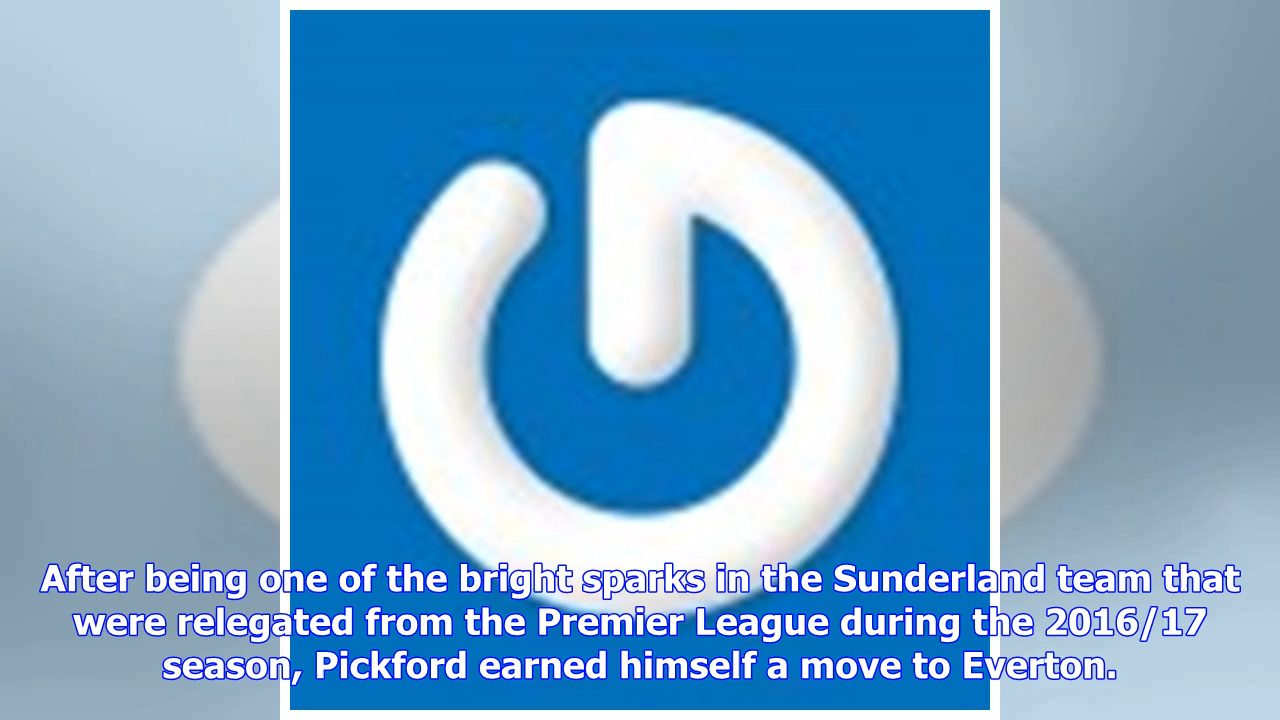 After being one of the bright sparks in the Sunderland team that
were relegated from the Premier League during the 2016/17
season, Pickford earned himself a move to Everton.